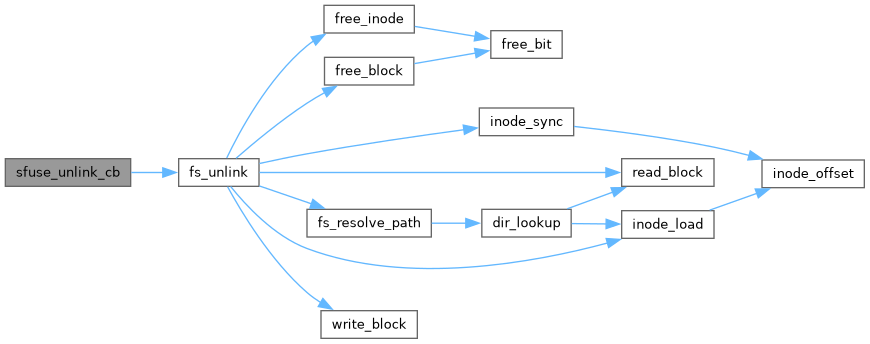 free_inode
free_bit
free_block
inode_sync
sfuse_unlink_cb
fs_unlink
read_block
inode_offset
fs_resolve_path
dir_lookup
inode_load
write_block